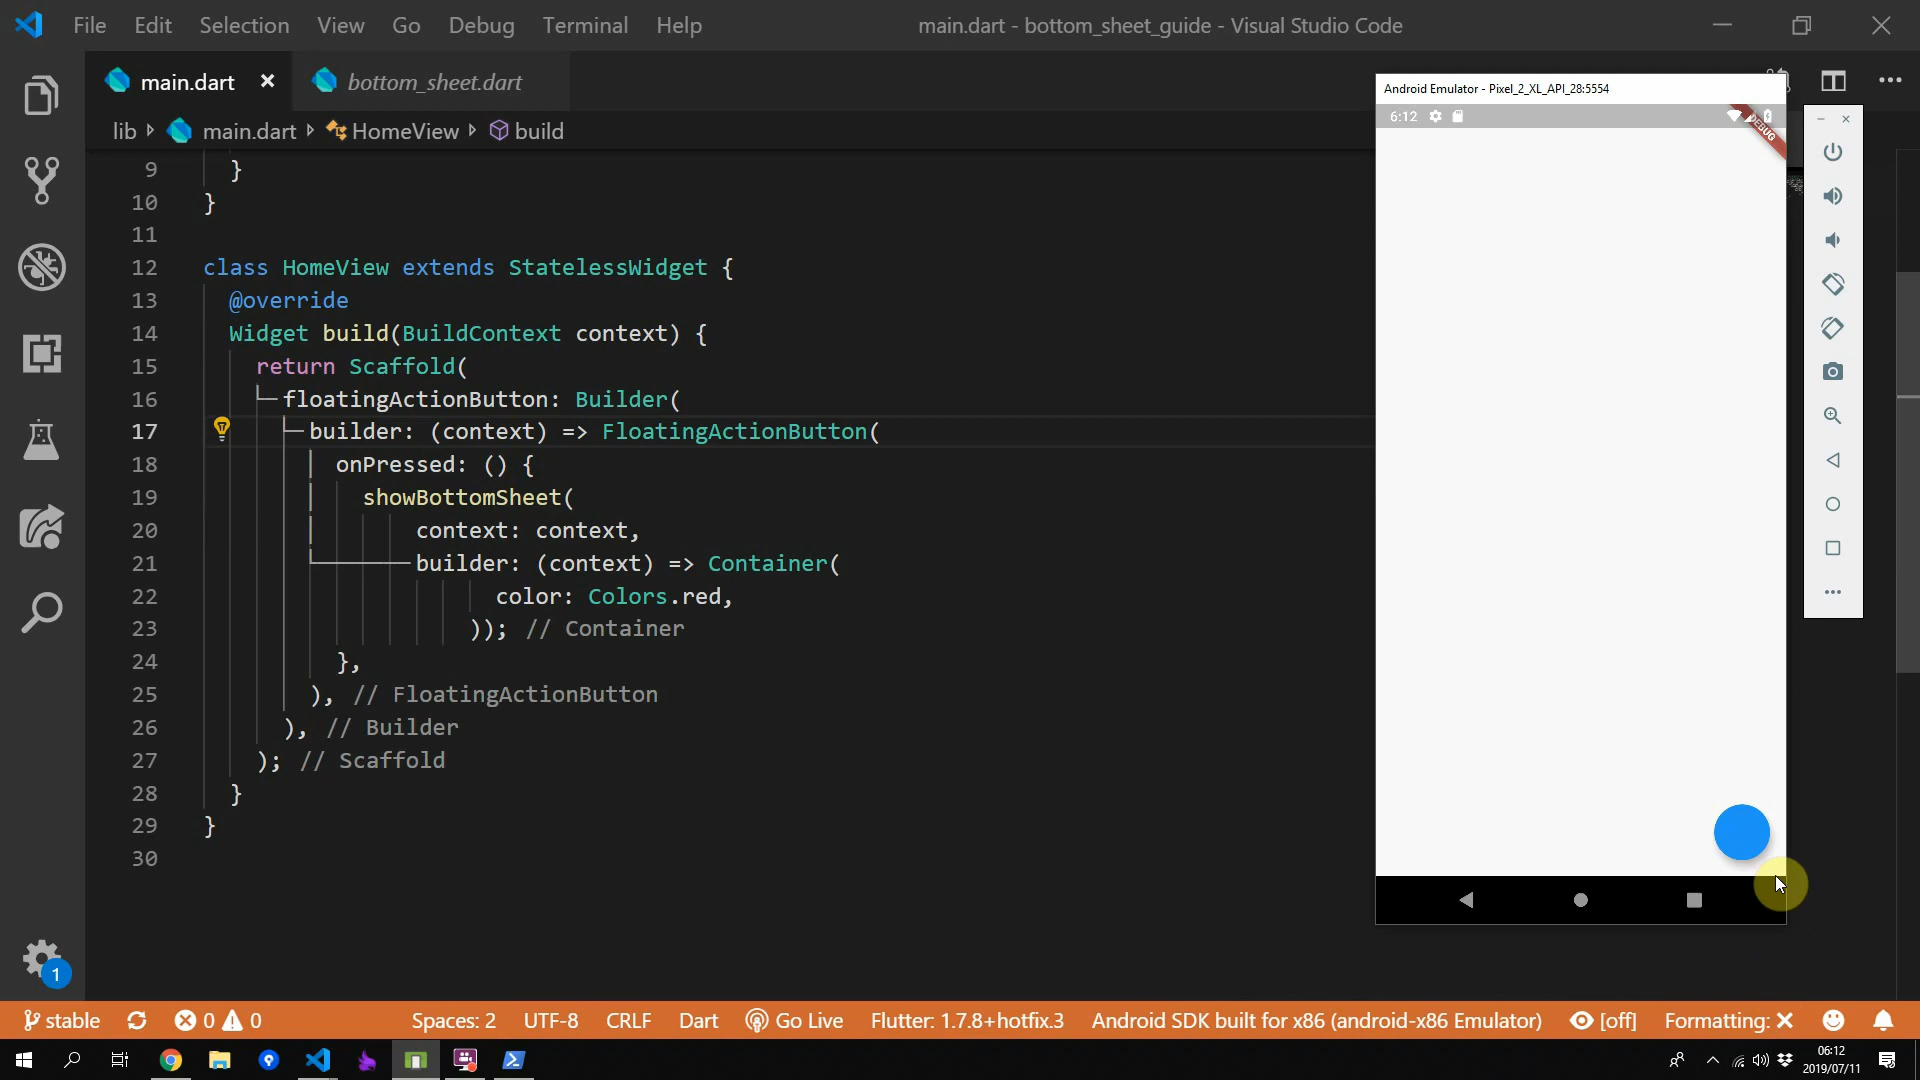 File Edit Selection View Go Debug Terminal Help
main.dart - bottom_sheet_guide - Visual Studio Code
main.dart
bottom_sheet.dart
lib main.dart HomeView build
9 }
10 }
11
12 class HomeView extends StatelessWidget {
13 @override
14 Widget build(BuildContext context) {
15 return Scaffold(
16 floatingActionButton: Builder(
17 builder: (context) => FloatingActionButton(
18 onPressed: () {
19 showBottomSheet(
20 context: context,
21 builder: (context) => Container(
22 color: Colors.red,
23 )); // Container
24 },
25 ), // FloatingActionButton
26 ), // Builder
27 ); // Scaffold
28 }
29 }
30
Android Emulator - Pixel_2_XL_API_28:5554
6:12
DEBUG
1
stable 0 0 Spaces: 2 UTF-8 CRLF Dart Go Live Flutter: 1.7.8+hotfix.3 Android SDK built for x86 (android-x86 Emulator) [off] Formatting: ✕
06:12
2019/07/11